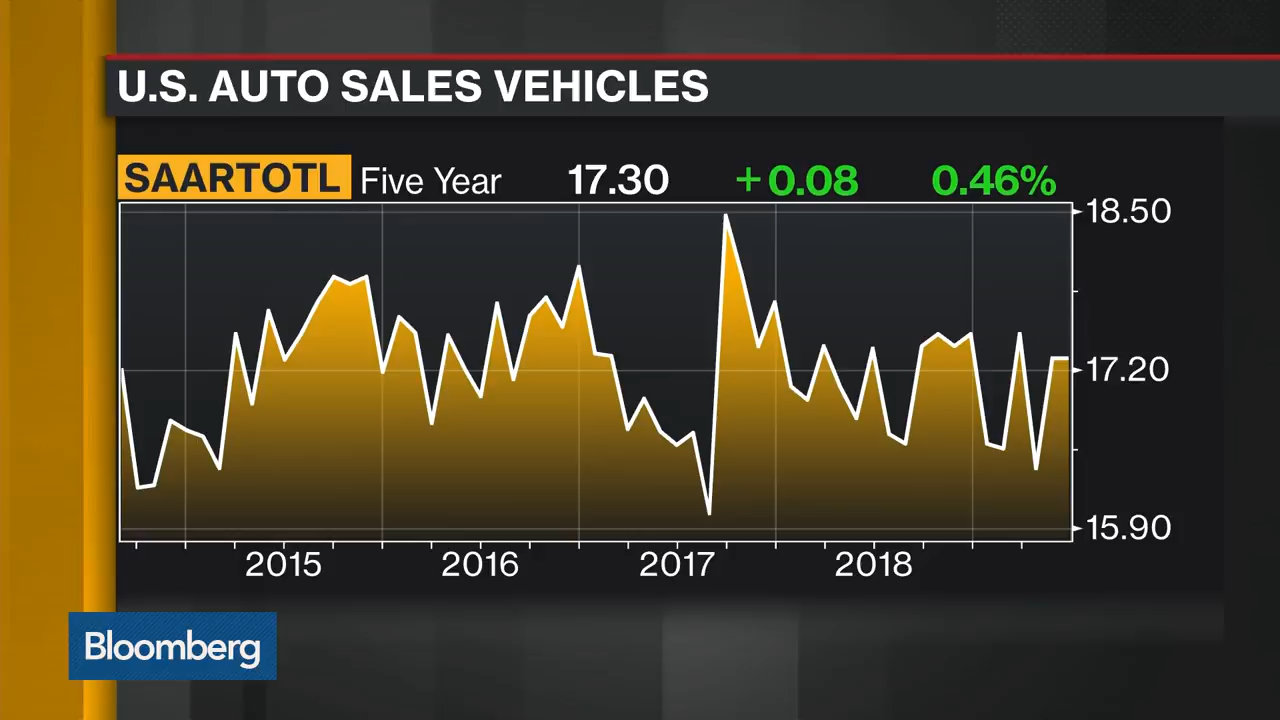 U.S. AUTO SALES VEHICLES
SAARTOTL Five Year 17.30 +0.08 0.46%
18.50
17.20
15.90
2015 2016 2017 2018
Bloomberg